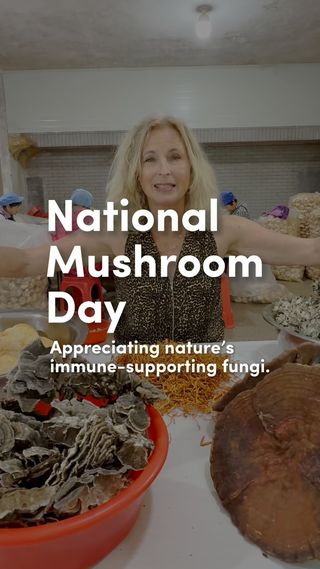 National
Mushroom
Day
Appreciating nature's
immune-supporting fungi.